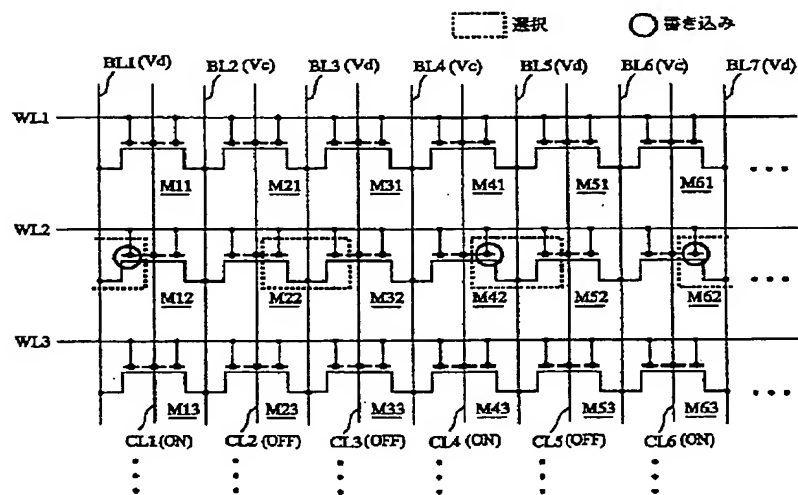 選択 書き込み
BL1(Vd) BL2(Vc) BL3(Vd) BL4(Vc) BL5(Vd) BL6(Vc) BL7(Vd)
WL1
M11 M21 M31 M41 M51 M61
WL2
M12 M22 M32 M42 M52 M62
WL3
M13 M23 M33 M43 M53 M63
CL1(ON) CL2(OFF) CL3(OFF) CL4(ON) CL5(OFF) CL6(ON)